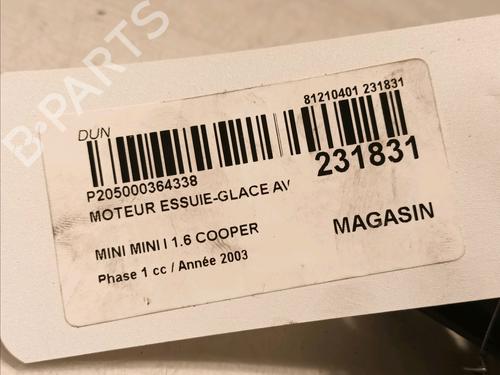 DUN
81210401 231831
P205000364338
231831
MOTEUR ESSUIE-GLACE AV
MINI MINI I 1.6 COOPER
MAGASIN
Phase 1 cc / Année 2003
B-PARTS